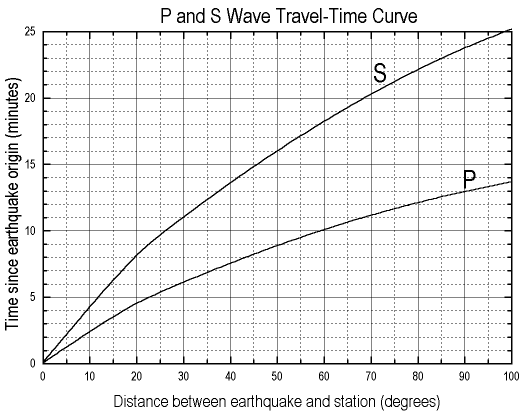 P and S Wave Travel-Time Curve
Time since earthquake origin (minutes)
25
20
15
10
5
0
S
P
0 10 20 30 40 50 60 70 80 90 100
Distance between earthquake and station (degrees)